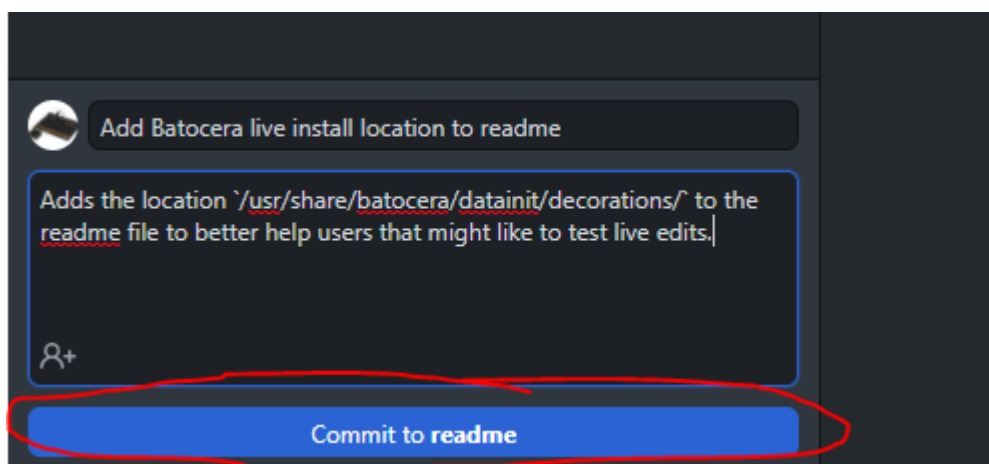 Add Batocera live install location to readme
Adds the location `/usr/share/batocera/datainit/decorations/` to the
readme file to better help users that might like to test live edits.
Commit to readme